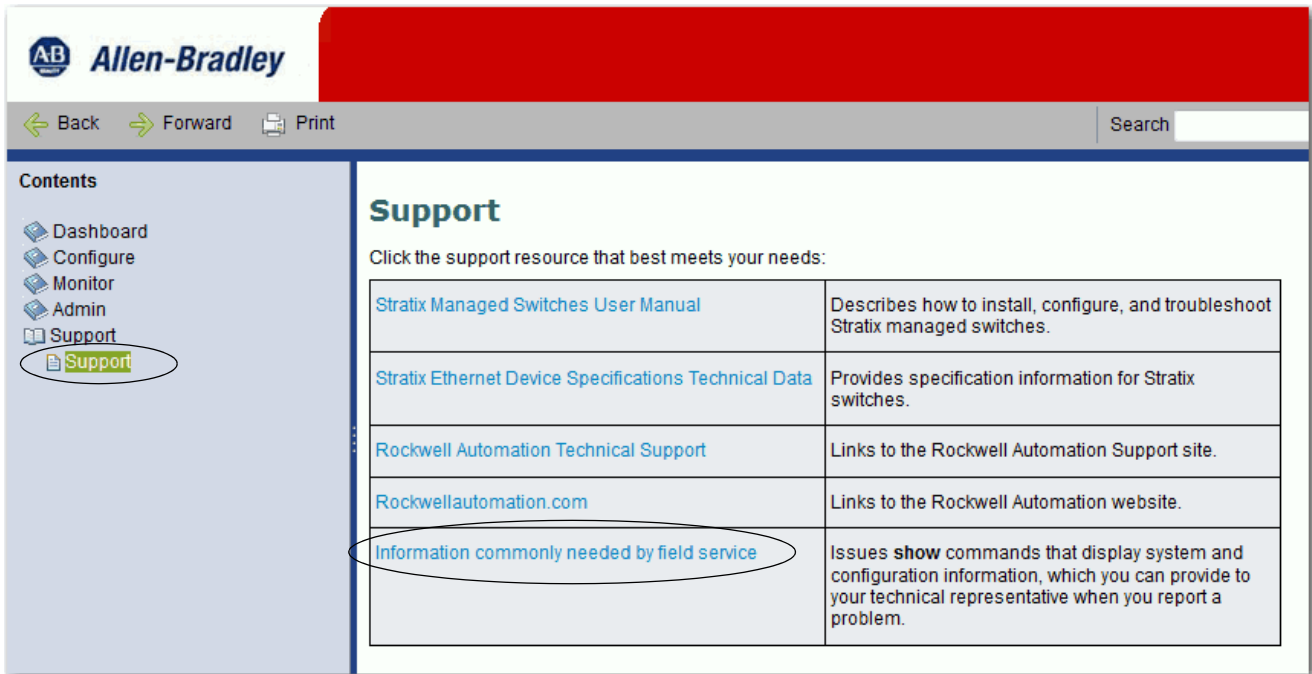 AB
Allen-Bradley
Back Forward Print Search
Contents
Dashboard
Configure
Monitor
Admin
Support
Support
Support
Click the support resource that best meets your needs:
Stratix Managed Switches User Manual
Describes how to install, configure, and troubleshoot
Stratix managed switches.
Stratix Ethernet Device Specifications Technical Data
Provides specification information for Stratix
switches.
Rockwell Automation Technical Support
Links to the Rockwell Automation Support site.
Rockwellautomation.com
Links to the Rockwell Automation website.
Information commonly needed by field service
Issues show commands that display system and
configuration information, which you can provide to
your technical representative when you report a
problem.